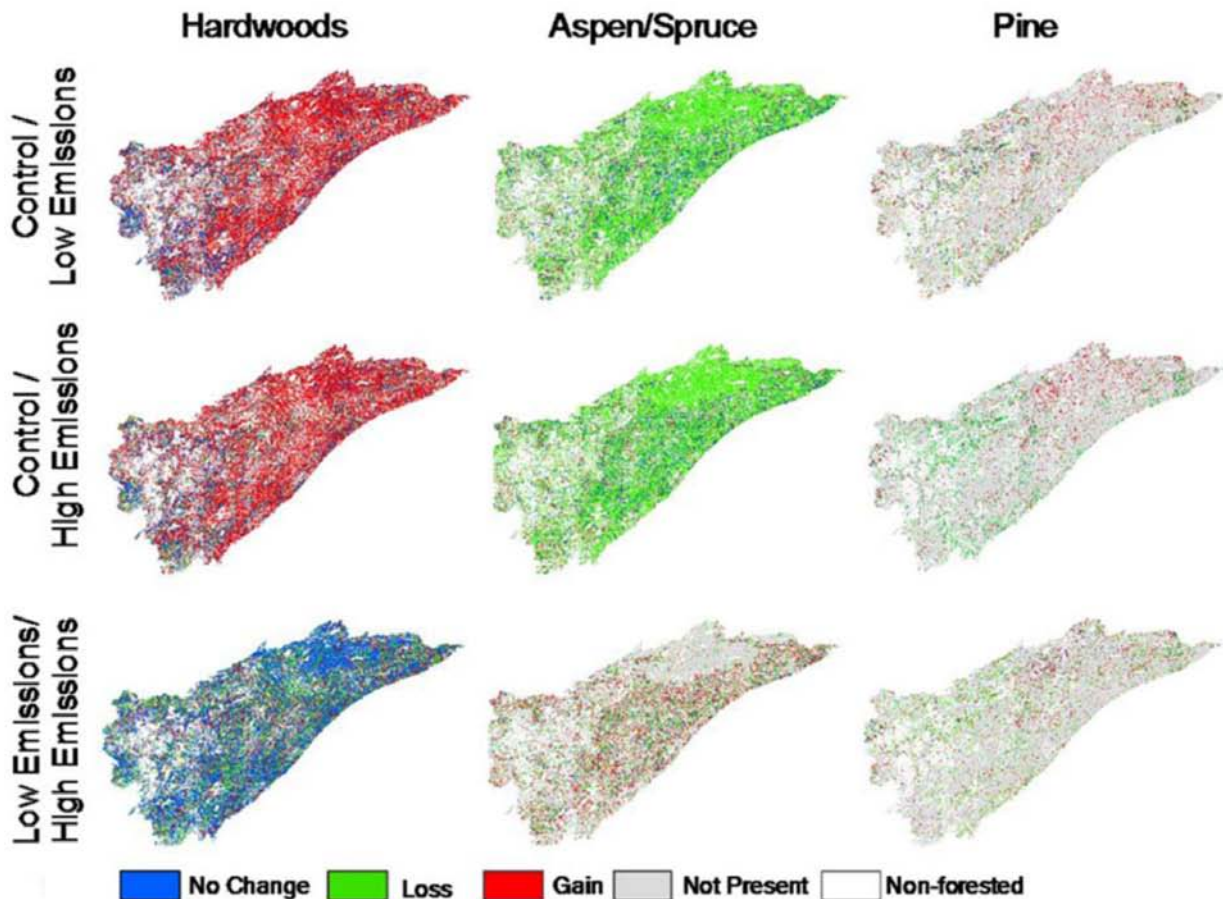 Hardwoods Aspen/Spruce Pine
Control /
Low Emissions
Control /
High Emissions
Low Emissions/
High Emissions
No Change Loss Gain Not Present Non-forested